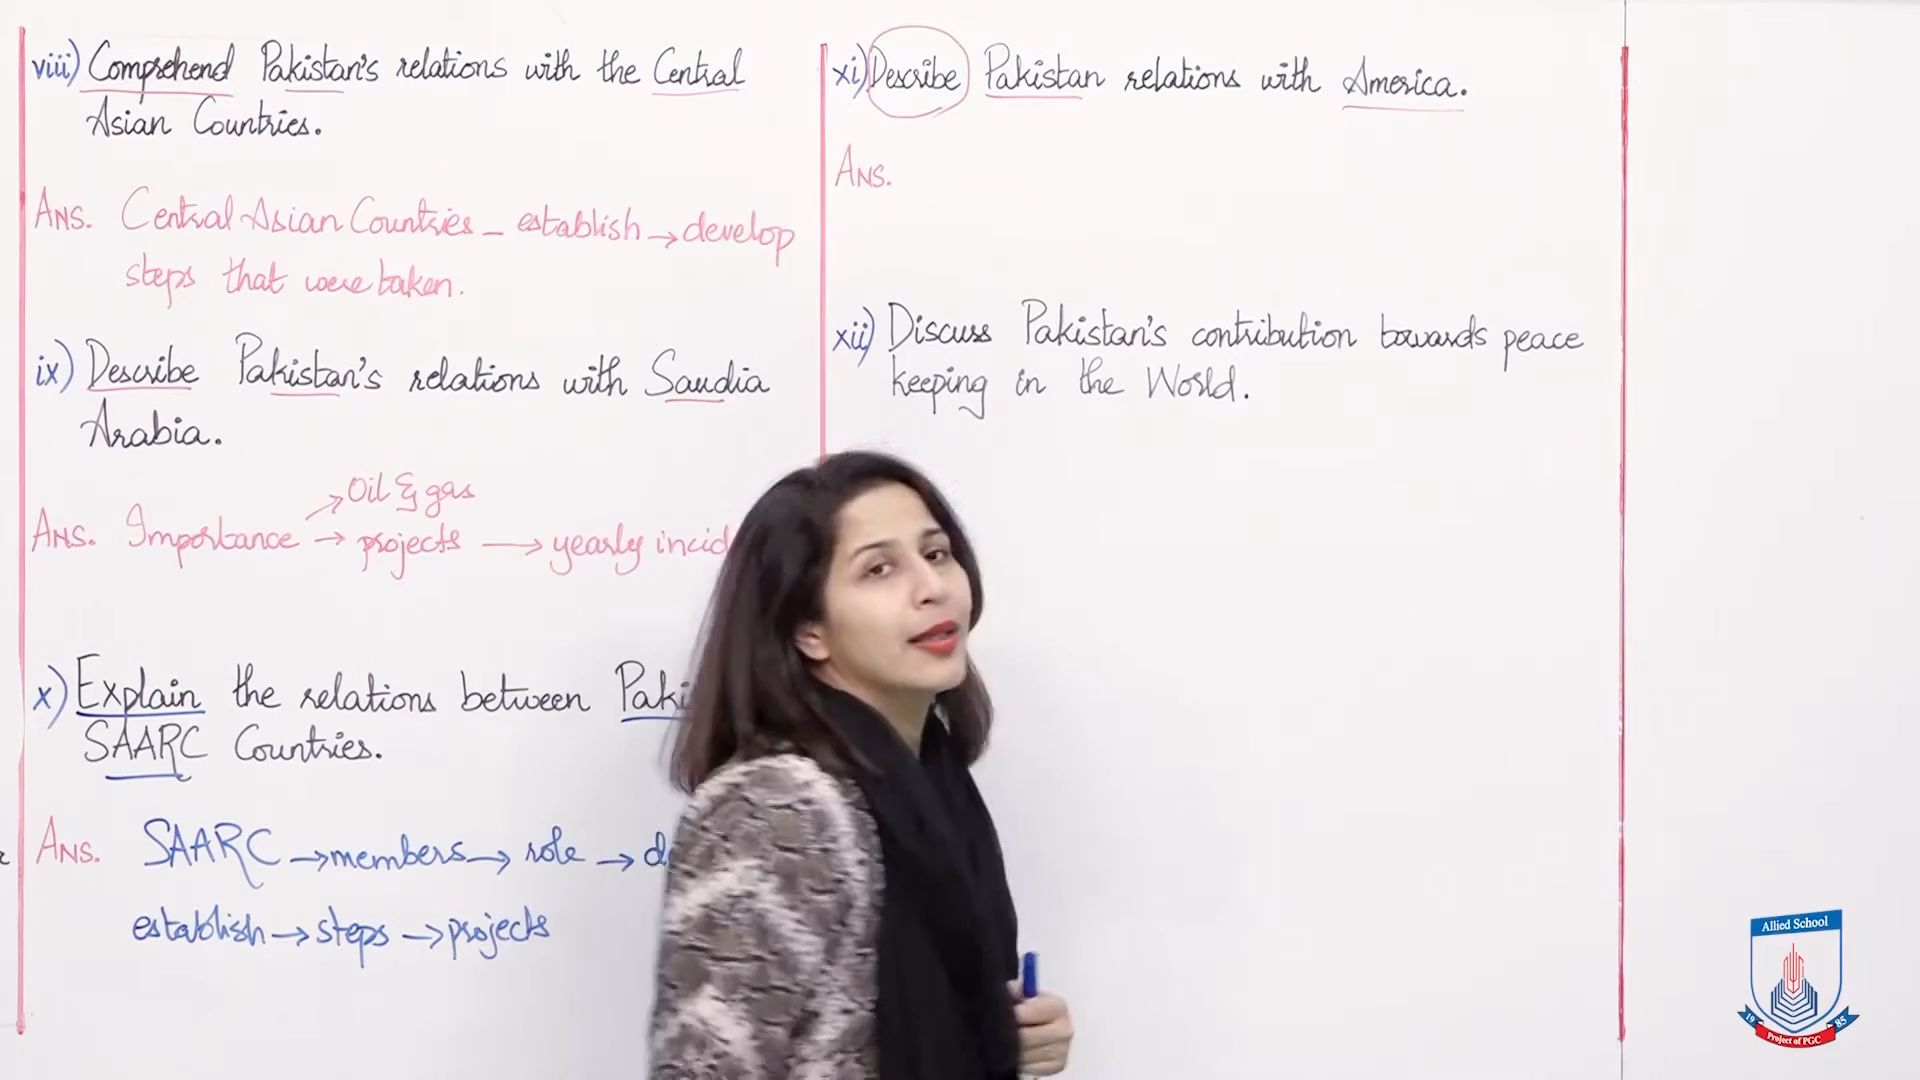 viii) Comprehend Pakistan's relations with the Central
Asian Countries.
Ans. Central Asian Countries - establish → develop
steps that were taken.
ix) Describe Pakistan's relations with Saudia
Arabia.
→ Oil & gas
Ans. Importance → projects → yearly
x) Explain the relations between
SAARC Countries.
Ans. SAARC → members → role →
establish → steps → projects
xi) Describe Pakistan relations with America.
Ans.
xii) Discuss Pakistan's contribution towards peace
keeping in the World.
Allied School
19 85
Project of PGC